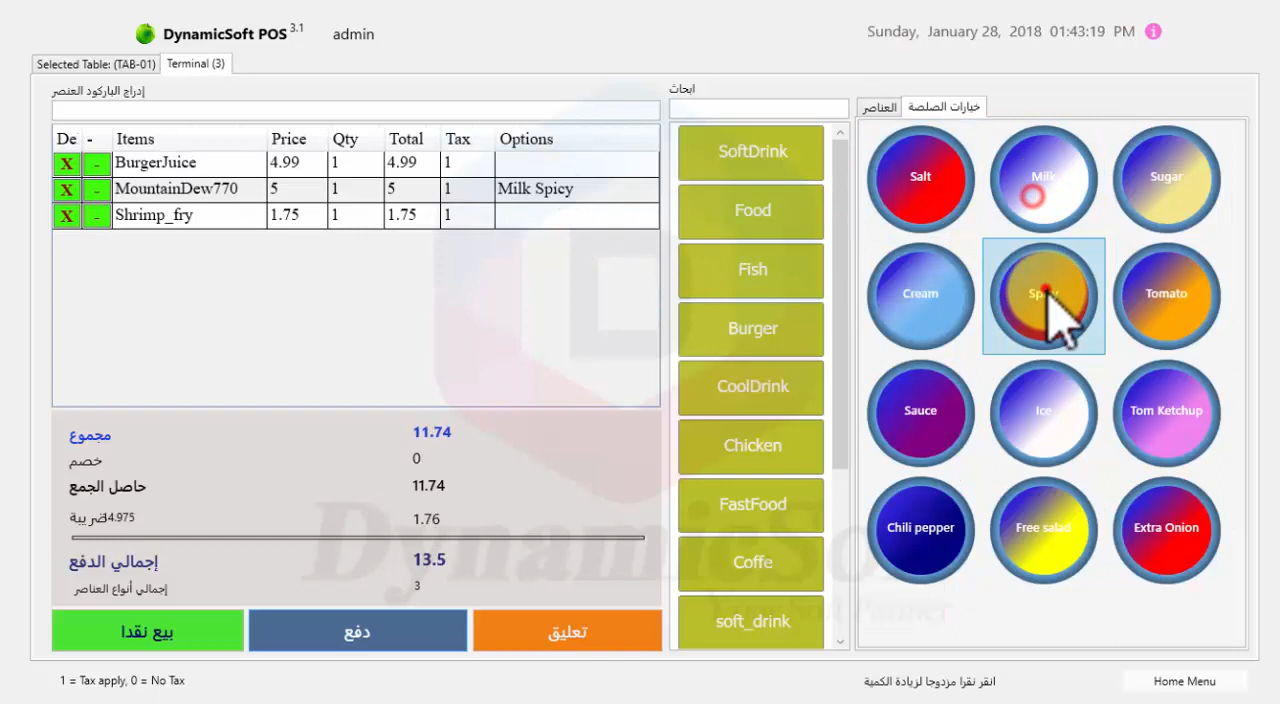 DynamicSoft POS 3.1 admin
Sunday, January 28, 2018 01:43:19 PM
Selected Table: (TAB-01) Terminal (3)
إدراج الباركود العنصر
De - Items Price Qty Total Tax Options
X - BurgerJuice 4.99 1 4.99 1
X - MountainDew770 5 1 5 1 Milk Spicy
X - Shrimp_fry 1.75 1 1.75 1
مجموع 11.74
خصم 0
حاصل الجمع 11.74
ضريبة 14.975 1.76
إجمالي الدفع 13.5
إجمالي أنواع العناصر 3
بيع نقدا دفع تعليق
ابحاث
SoftDrink
Food
Fish
Burger
CoolDrink
Chicken
FastFood
Coffe
soft_drink
العناصر خيارات الصلصة
Salt Milk Sugar
Cream Tomato
Sauce Ice Tom Ketchup
Chili pepper Free salad Extra Onion
1 = Tax apply, 0 = No Tax
انقر نقرا مزدوجا لزيادة الكمية
Home Menu